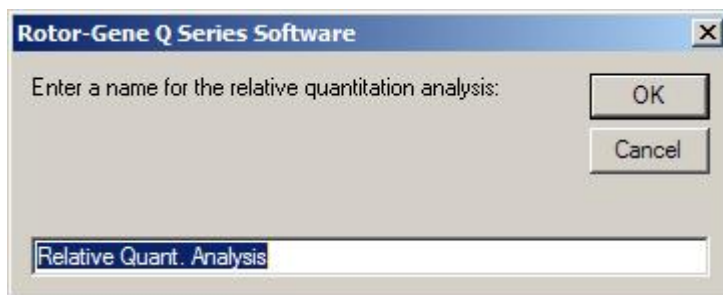 Rotor-Gene Q Series Software
Enter a name for the relative quantitation analysis:
OK
Cancel
Relative Quant. Analysis